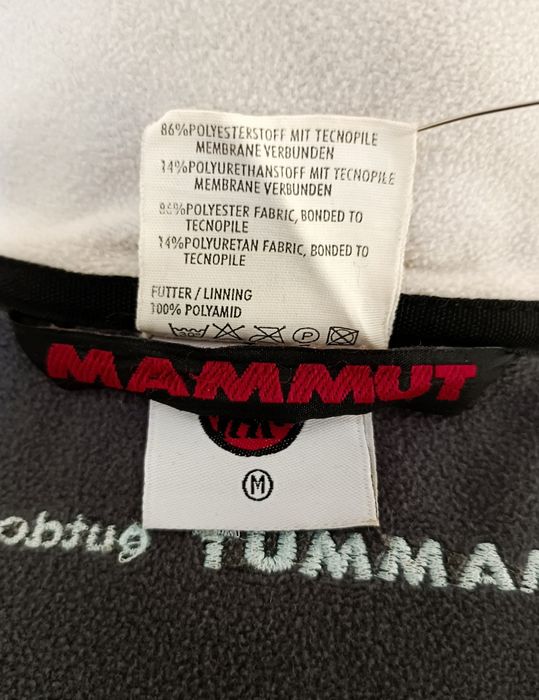 86%POLYESTERSTOFF MIT TECNOPILE
MEMBRANE VERBUNDEN
14%POLYURETHANSTOFF MIT TECNOPILE
MEMBRANE VERBUNDEN
86%POLYESTER FABRIC, BONDED TO
TECNOPILE
14%POLYURETAN FABRIC, BONDED TO
TECNOPILE
FUTTER / LINNING
100% POLYAMID
P
MAMMUT
M